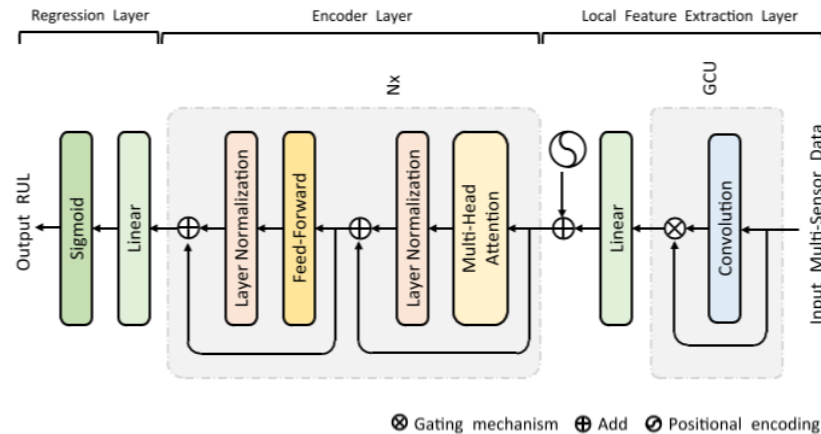 Regression Layer
Encoder Layer
Local Feature Extraction Layer
Nx
GCU
Output RUL
Sigmoid
Linear
Layer Normalization
Feed-Forward
Layer Normalization
Multi-Head
Attention
Linear
Convolution
Input Multi-Sensor Data
Gating mechanism
Add
Positional encoding